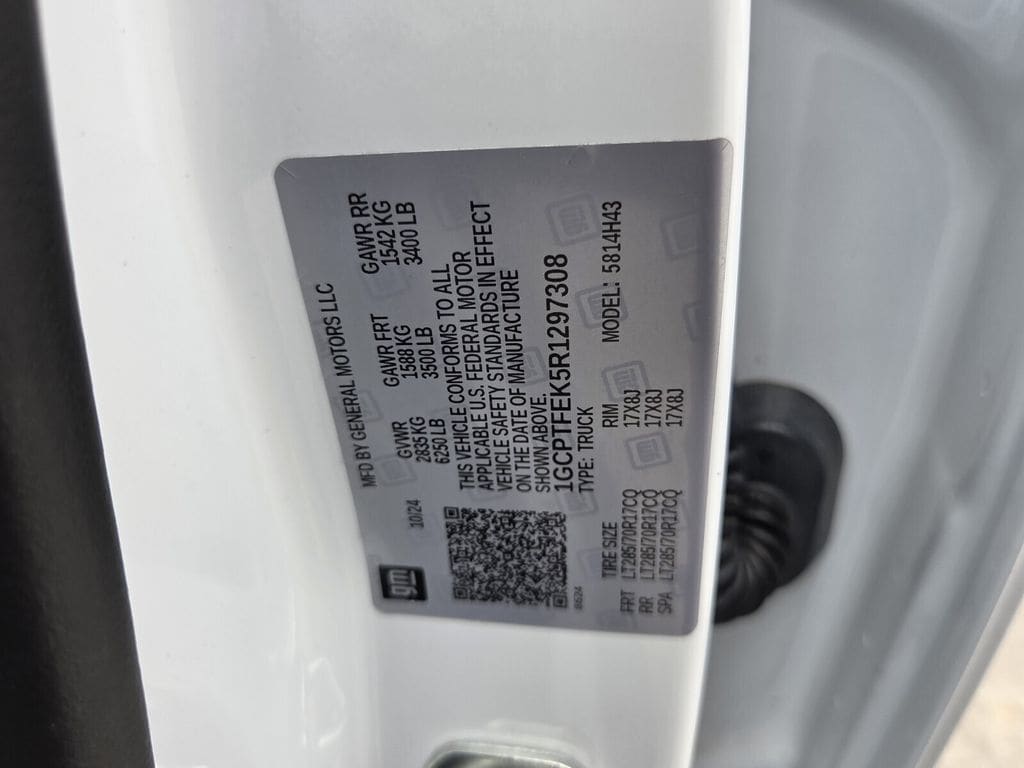 gm
10/24
MFD BY GENERAL MOTORS LLC
GVWR GAWR FRT GAWR RR
2835 KG 1588 KG 1542 KG
6250 LB 3500 LB 3400 LB
THIS VEHICLE CONFORMS TO ALL
APPLICABLE U.S. FEDERAL MOTOR
VEHICLE SAFETY STANDARDS IN EFFECT
ON THE DATE OF MANUFACTURE
SHOWN ABOVE.
1GCPTFEK5R1297308
TYPE: TRUCK
TIRE SIZE RIM MODEL: 5814H43
FRT LT285/70R17CQ 17X8J
RR LT285/70R17CQ 17X8J
SPA LT285/70R17CQ 17X8J